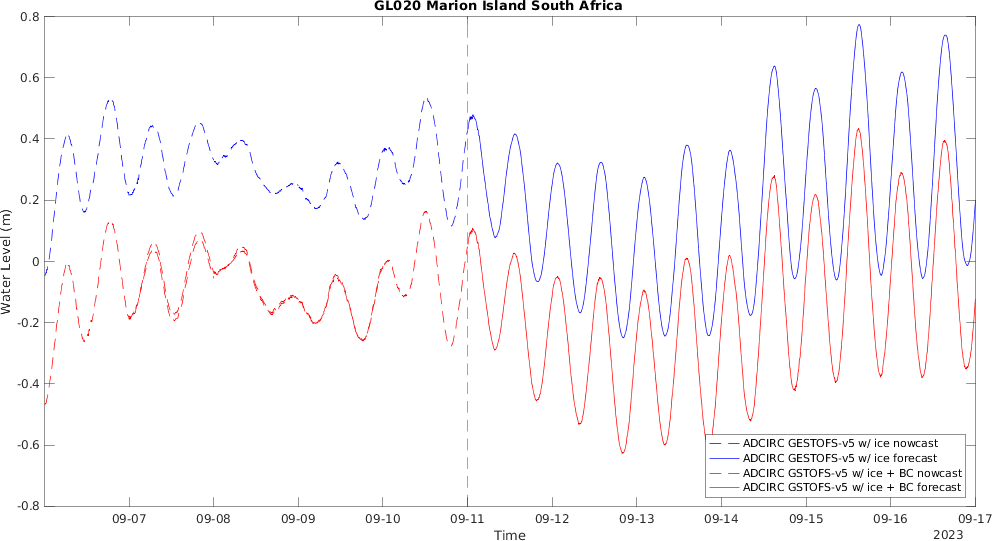 GL020 Marion Island South Africa
0.8
0.6
0.4
0.2
0
-0.2
-0.4
-0.6
-0.8
Water Level (m)
ADCIRC GESTOFS-v5 w/ ice nowcast
ADCIRC GESTOFS-v5 w/ ice forecast
ADCIRC GSTOFS-v5 w/ ice + BC nowcast
ADCIRC GSTOFS-v5 w/ ice + BC forecast
09-07 09-08 09-09 09-10 09-11 09-12 09-13 09-14 09-15 09-16 09-17
Time
2023